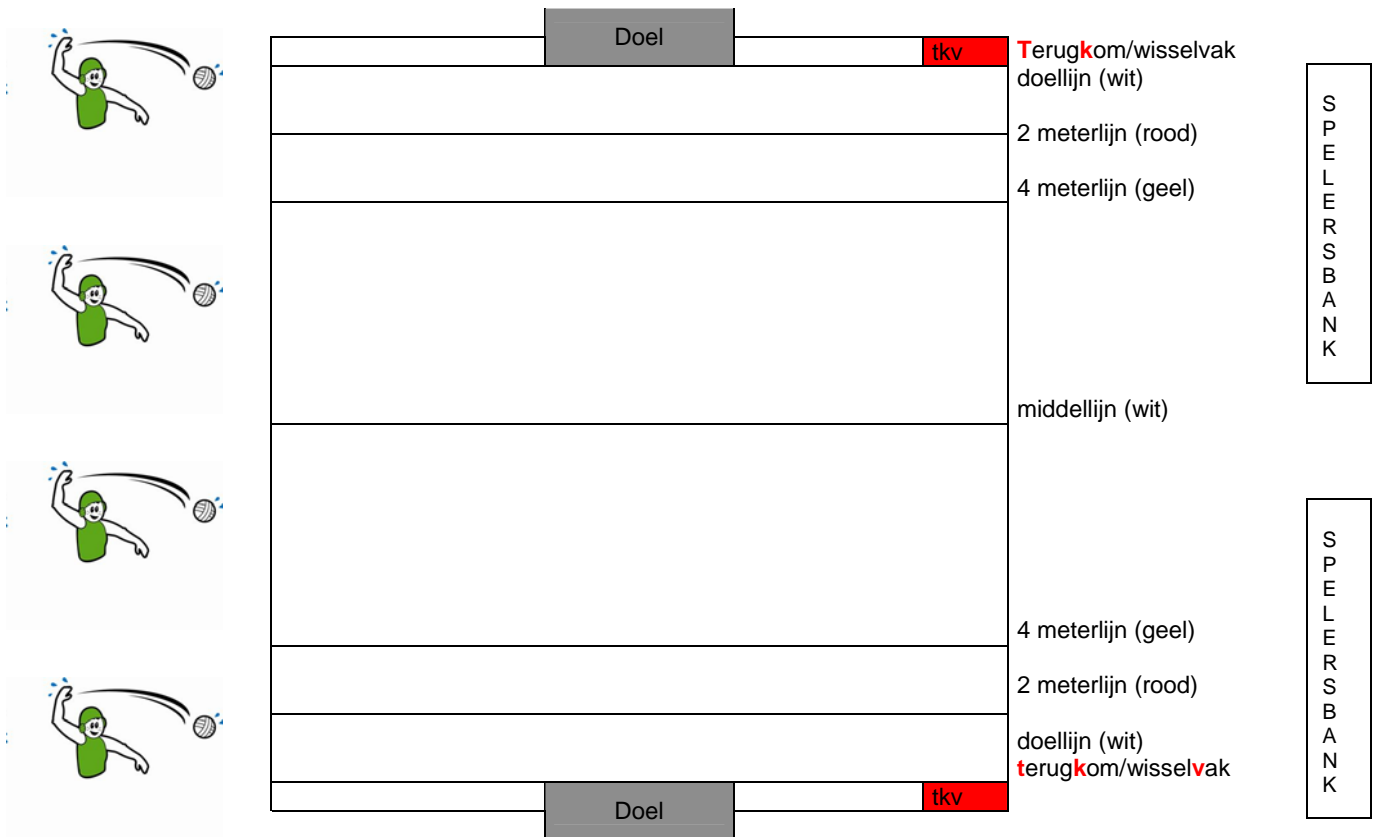 Doel
tkv
Terugkom/wisselvak
doellijn (wit)
2 meterlijn (rood)
4 meterlijn (geel)
middellijn (wit)
4 meterlijn (geel)
2 meterlijn (rood)
doellijn (wit)
terugkom/wisselvak
tkv
Doel
S
P
E
L
E
R
S
B
A
N
K
S
P
E
L
E
R
S
B
A
N
K